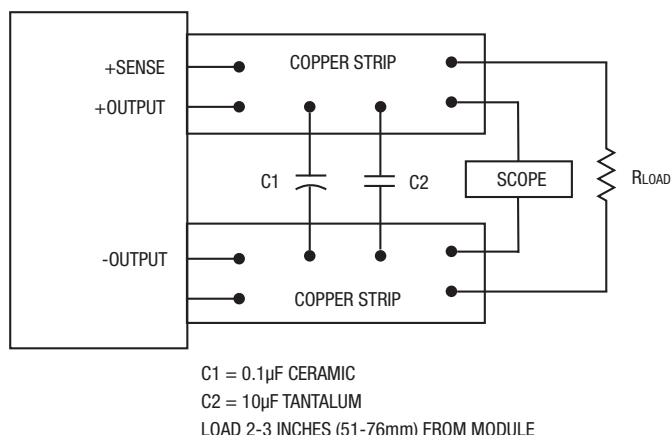 +SENSE
COPPER STRIP
+OUTPUT
C1
C2
SCOPE
RLOAD
-OUTPUT
COPPER STRIP
C1 = 0.1µF CERAMIC
C2 = 10µF TANTALUM
LOAD 2-3 INCHES (51-76mm) FROM MODULE